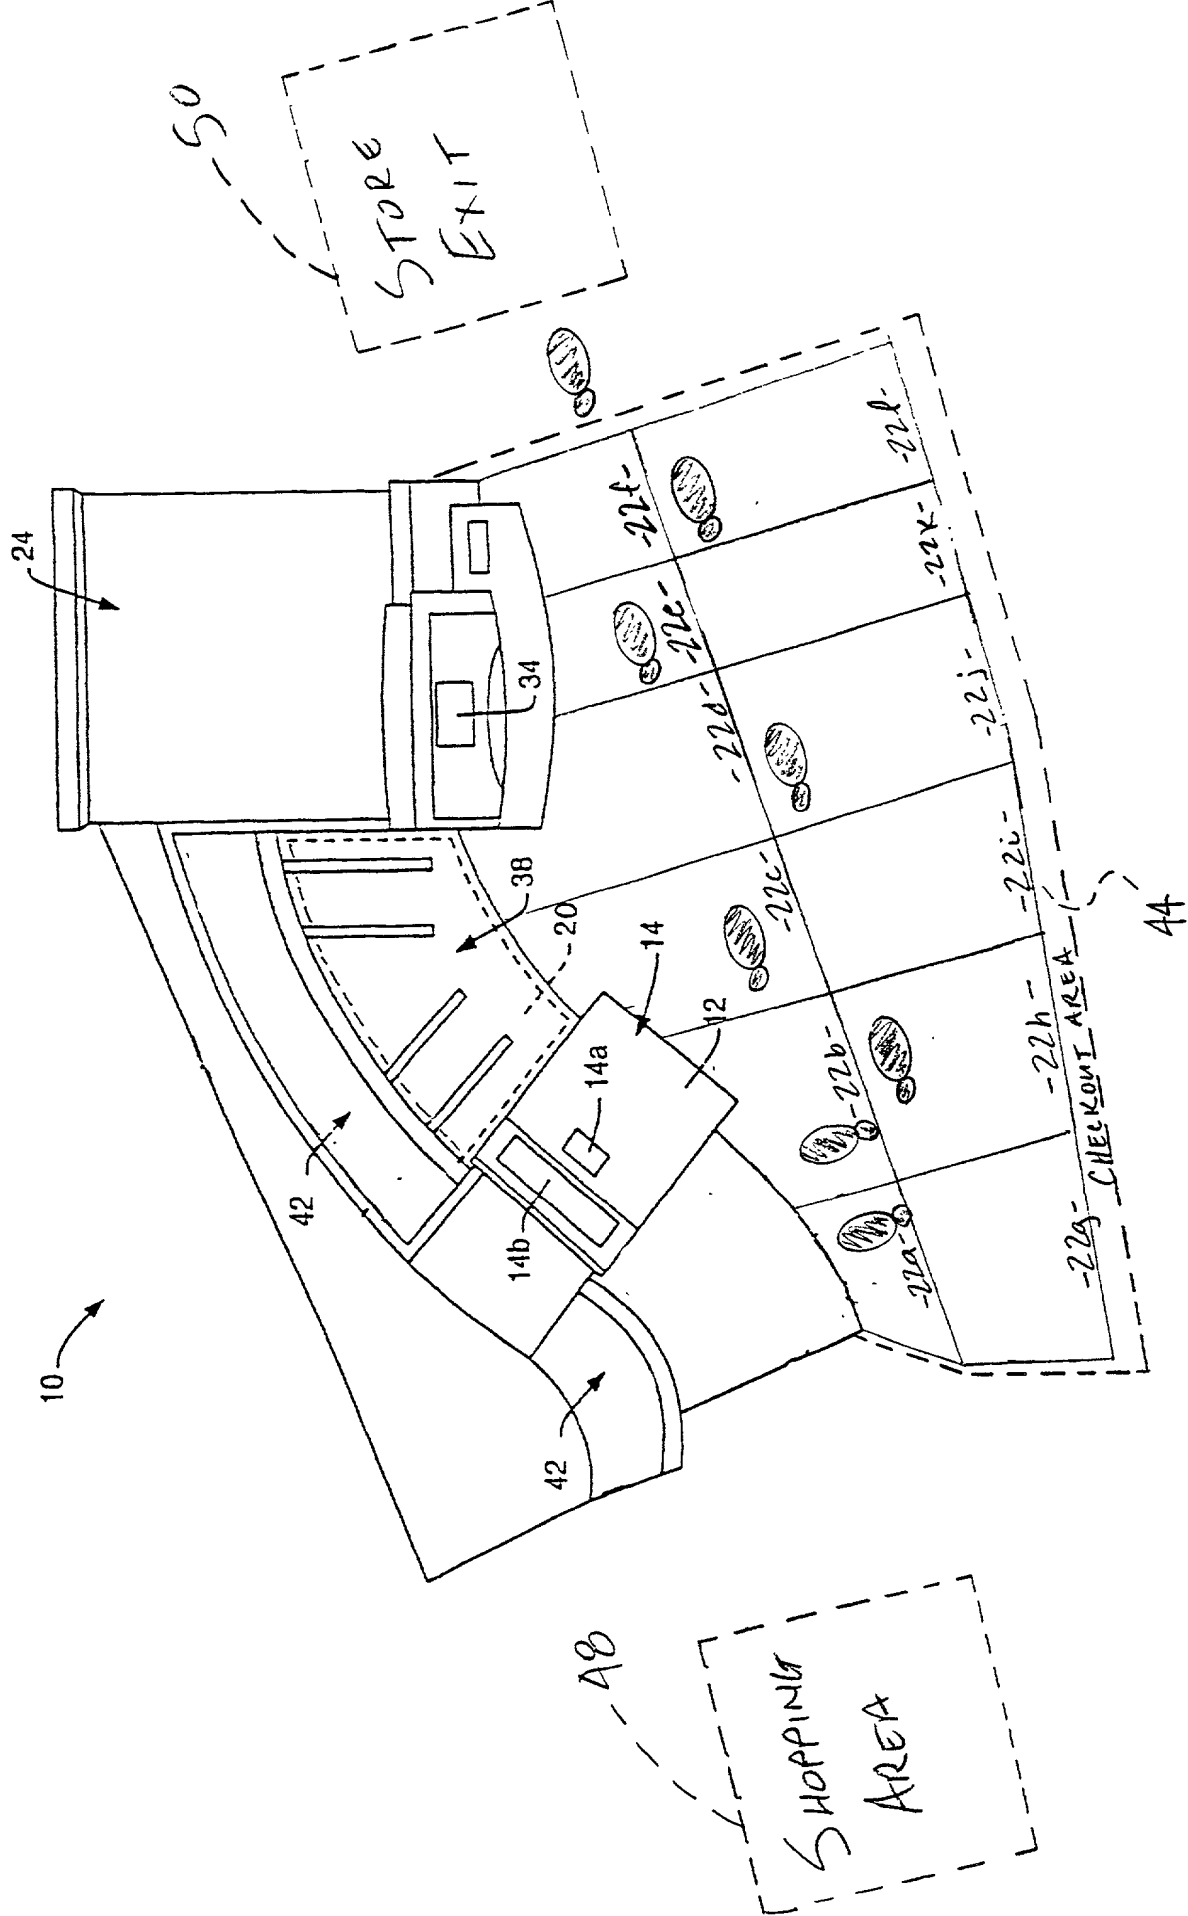 10
24
42
42
14b
14a
12
14
20
38
34
50
STORE
EXIT
48
SHOPPING
AREA
-22a-
-22b-
-22c-
-22d-
-22e-
-22f-
-22g-
-22h-
-22i-
-22j-
-22k-
-22l-
CHECKOUT AREA
44